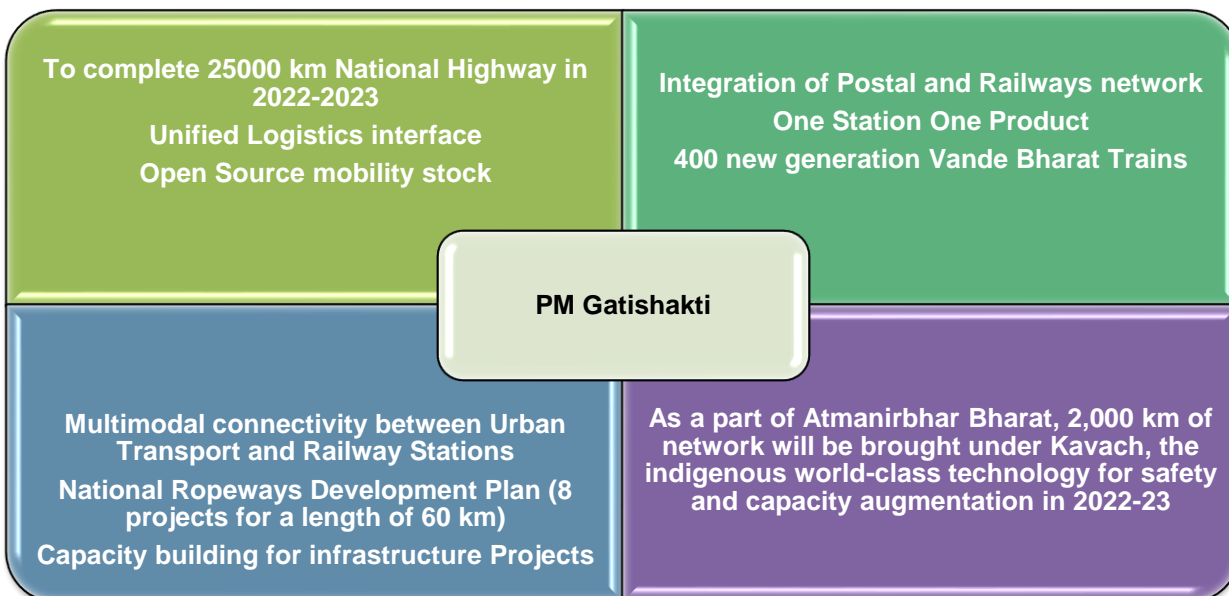 To complete 25000 km National Highway in
2022-2023
Unified Logistics interface
Open Source mobility stock
Integration of Postal and Railways network
One Station One Product
400 new generation Vande Bharat Trains
PM Gatishakti
Multimodal connectivity between Urban
Transport and Railway Stations
National Ropeways Development Plan (8
projects for a length of 60 km)
Capacity building for infrastructure Projects
As a part of Atmanirbhar Bharat, 2,000 km of
network will be brought under Kavach, the
indigenous world-class technology for safety
and capacity augmentation in 2022-23